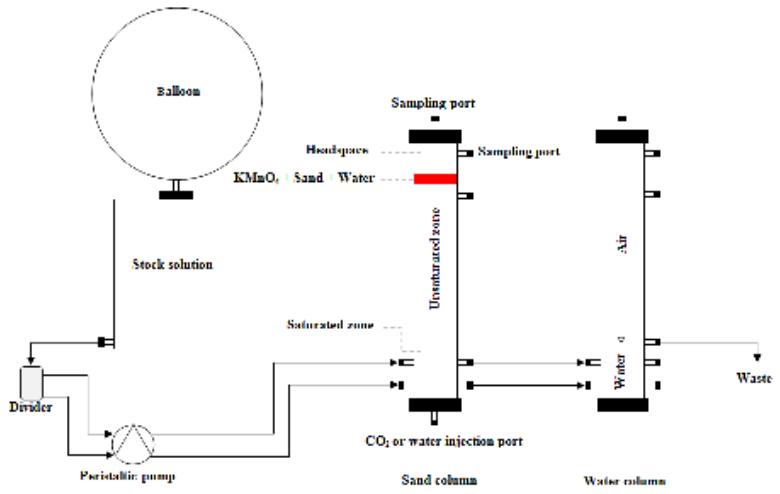 Balloon
Sampling port
Headspace
Sampling port
KMnO₄ + Sand + Water
Unsaturated zone
Air
Stock solution
Saturated zone
Water
Waste
Divider
CO₂ or water injection port
Peristaltic pump
Sand column
Water column